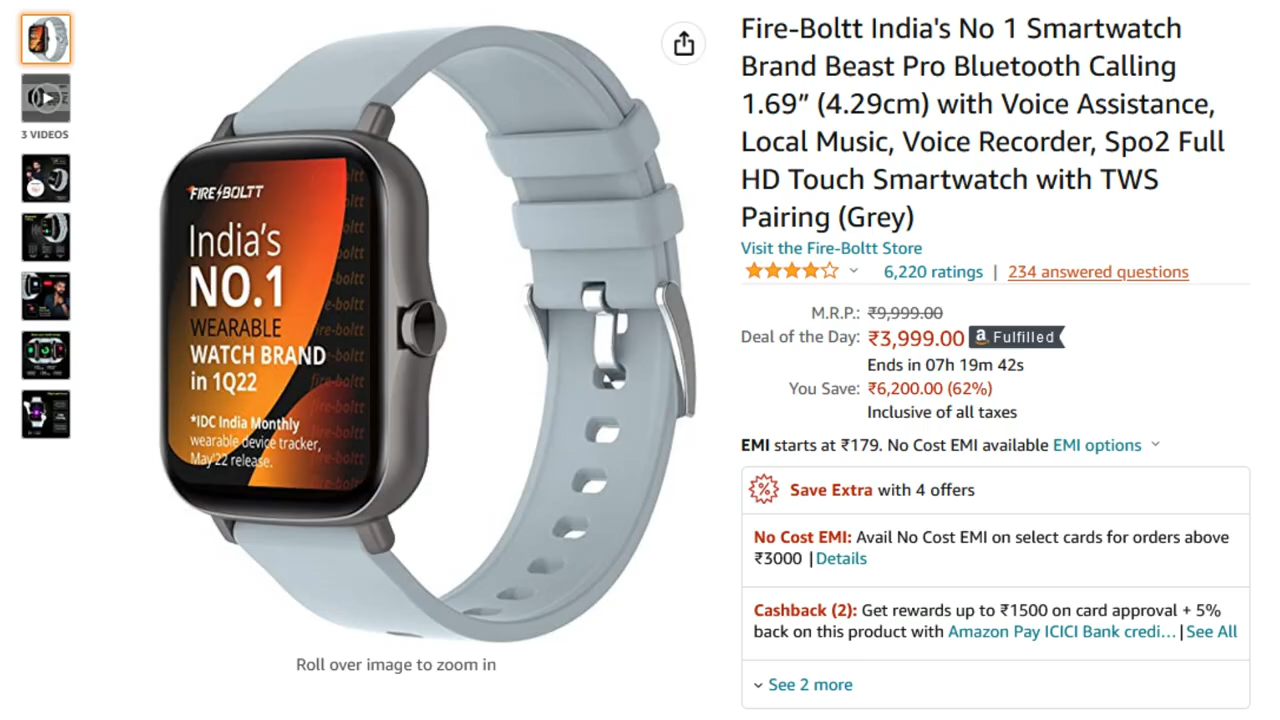 3 VIDEOS
FIRE-BOLTT
India's
NO.1
WEARABLE
WATCH BRAND
in 1Q22
*IDC India Monthly
wearable device tracker,
May'22 release.
fire-boltt
Roll over image to zoom in
Fire-Boltt India's No 1 Smartwatch
Brand Beast Pro Bluetooth Calling
1.69” (4.29cm) with Voice Assistance,
Local Music, Voice Recorder, Spo2 Full
HD Touch Smartwatch with TWS
Pairing (Grey)
Visit the Fire-Boltt Store
6,220 ratings | 234 answered questions
M.R.P.: ₹9,999.00
Deal of the Day: ₹3,999.00 a Fulfilled
Ends in 07h 19m 42s
You Save: ₹6,200.00 (62%)
Inclusive of all taxes
EMI starts at ₹179. No Cost EMI available EMI options
Save Extra with 4 offers
No Cost EMI: Avail No Cost EMI on select cards for orders above
₹3000 | Details
Cashback (2): Get rewards up to ₹1500 on card approval + 5%
back on this product with Amazon Pay ICICI Bank credi... | See All
See 2 more